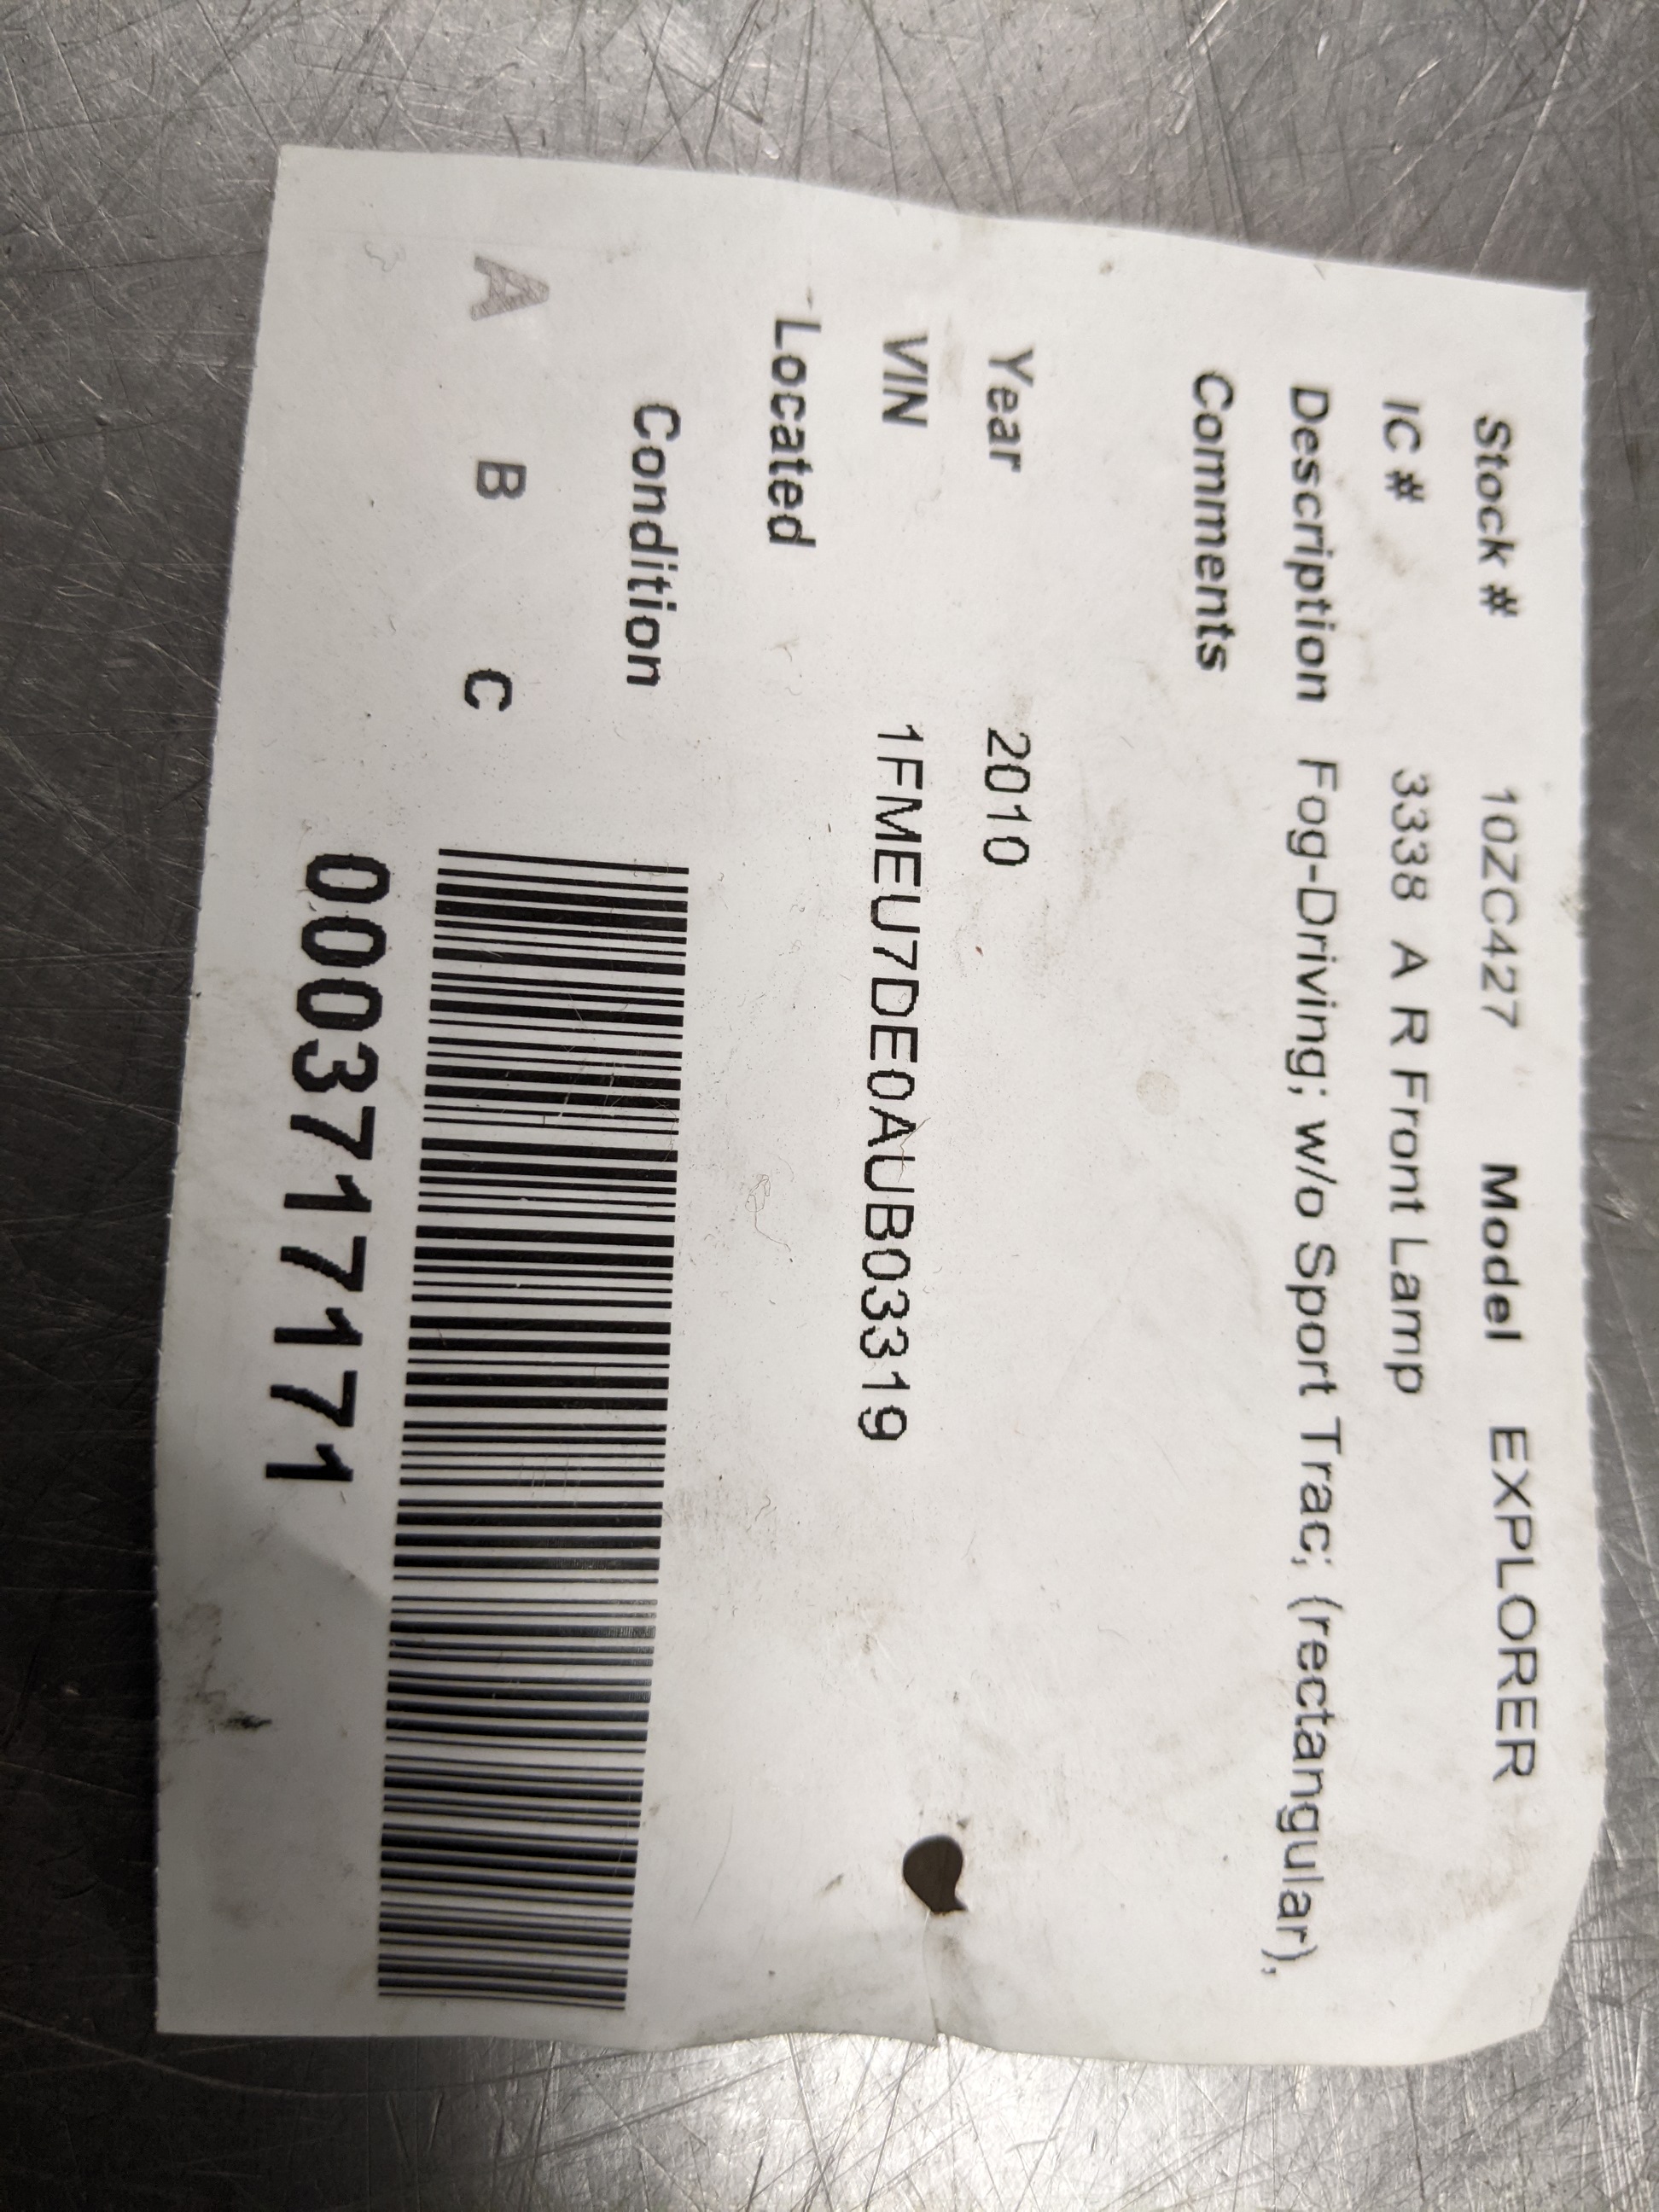 Stock # 10ZC427 Model EXPLORER
IC # 3338 A R Front Lamp
Description Fog-Driving; w/o Sport Trac; (rectangular),
Comments
Year 2010
VIN 1FMEU7DE0AUB03319
Located
Condition
A B C
0003717171